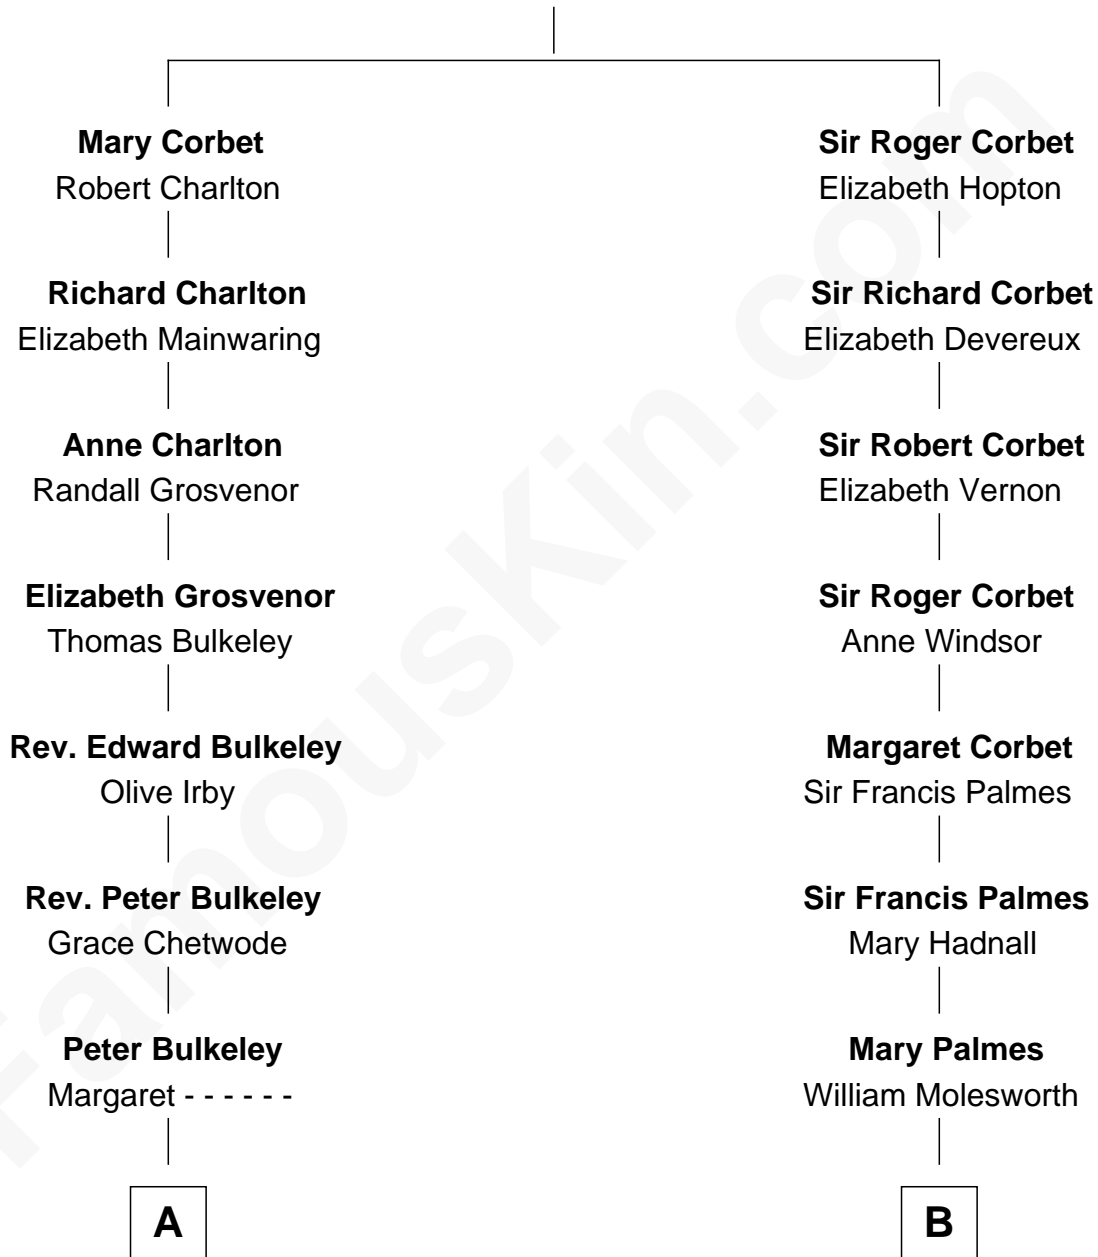 Mary Corbet
Robert Charlton
Richard Charlton
Elizabeth Mainwaring
Anne Charlton
Randall Grosvenor
Elizabeth Grosvenor
Thomas Bulkeley
Rev. Edward Bulkeley
Olive Irby
Rev. Peter Bulkeley
Grace Chetwode
Peter Bulkeley
Margaret - - - - - -
A
Sir Roger Corbet
Elizabeth Hopton
Sir Richard Corbet
Elizabeth Devereux
Sir Robert Corbet
Elizabeth Vernon
Sir Roger Corbet
Anne Windsor
Margaret Corbet
Sir Francis Palmes
Sir Francis Palmes
Mary Hadnall
Mary Palmes
William Molesworth
B
FamousKin.com